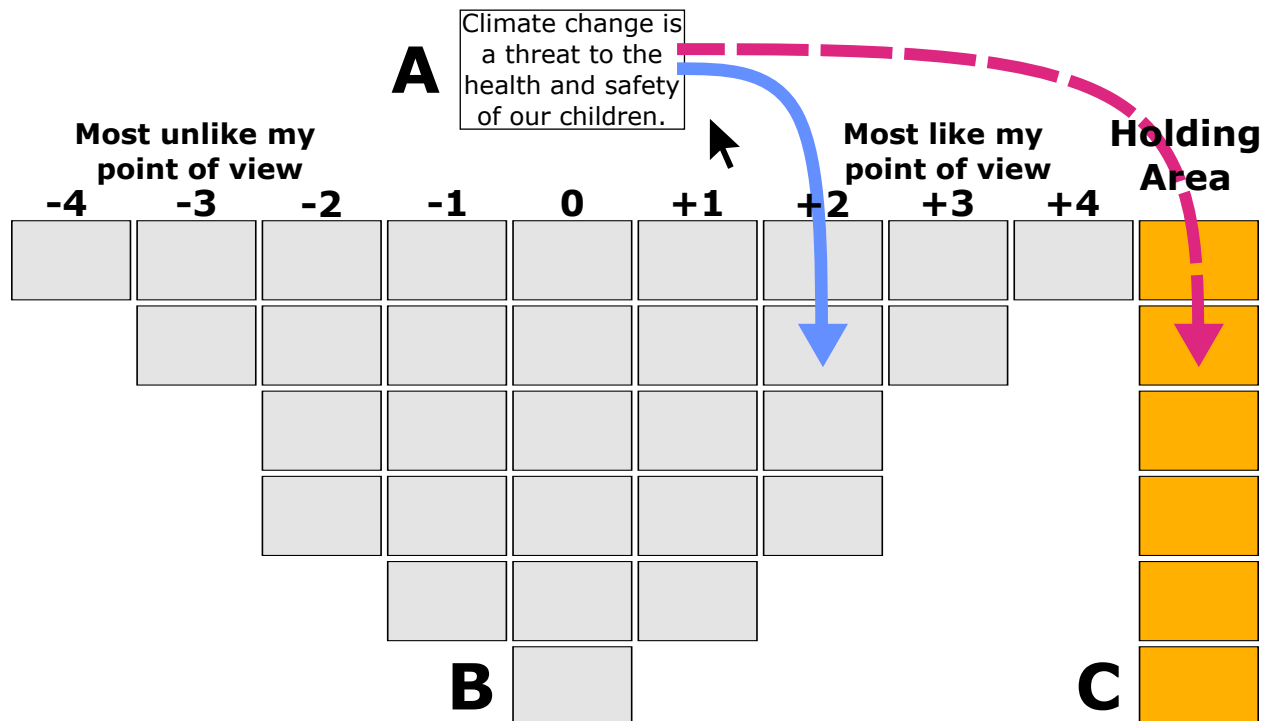 Climate change is
a threat to the
health and safety
of our children.
A
Most unlike my
point of view
Most like my
point of view
Holding
Area
-4 -3 -2 -1 0 +1 +2 +3 +4
B
C